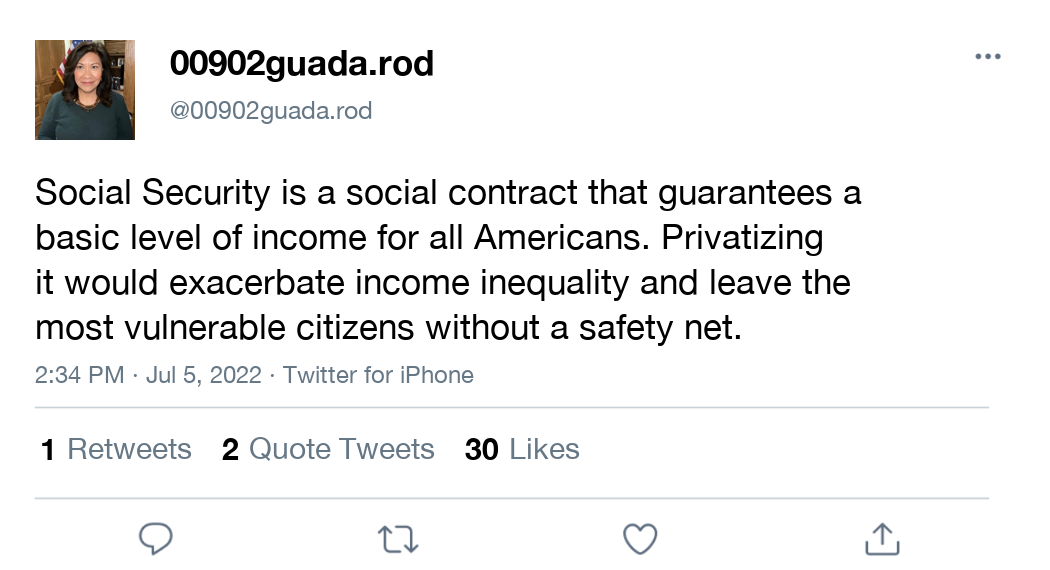 00902guada.rod
@00902guada.rod
Social Security is a social contract that guarantees a
basic level of income for all Americans. Privatizing
it would exacerbate income inequality and leave the
most vulnerable citizens without a safety net.
2:34 PM · Jul 5, 2022 · Twitter for iPhone
1 Retweets 2 Quote Tweets 30 Likes